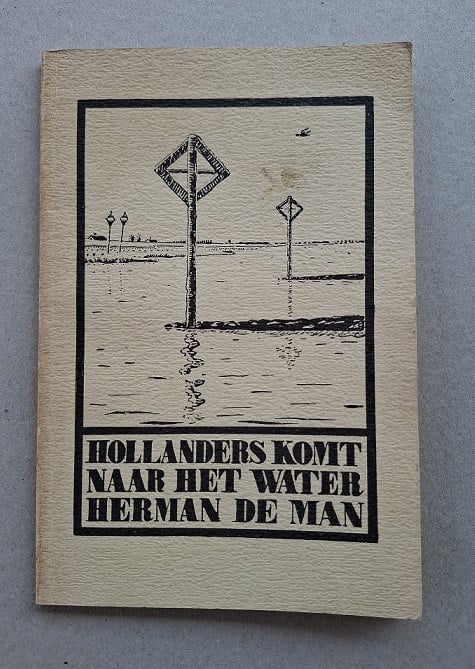 HOLLANDERS KOMT
NAAR HET WATER
HERMAN DE MAN